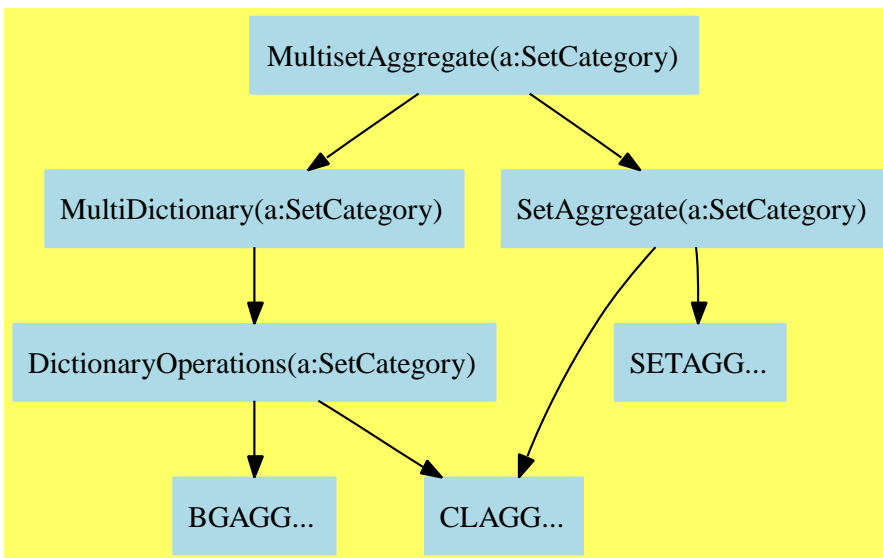 MultisetAggregate(a:SetCategory)
MultiDictionary(a:SetCategory)
SetAggregate(a:SetCategory)
DictionaryOperations(a:SetCategory)
SETAGG...
BGAGG...
CLAGG...